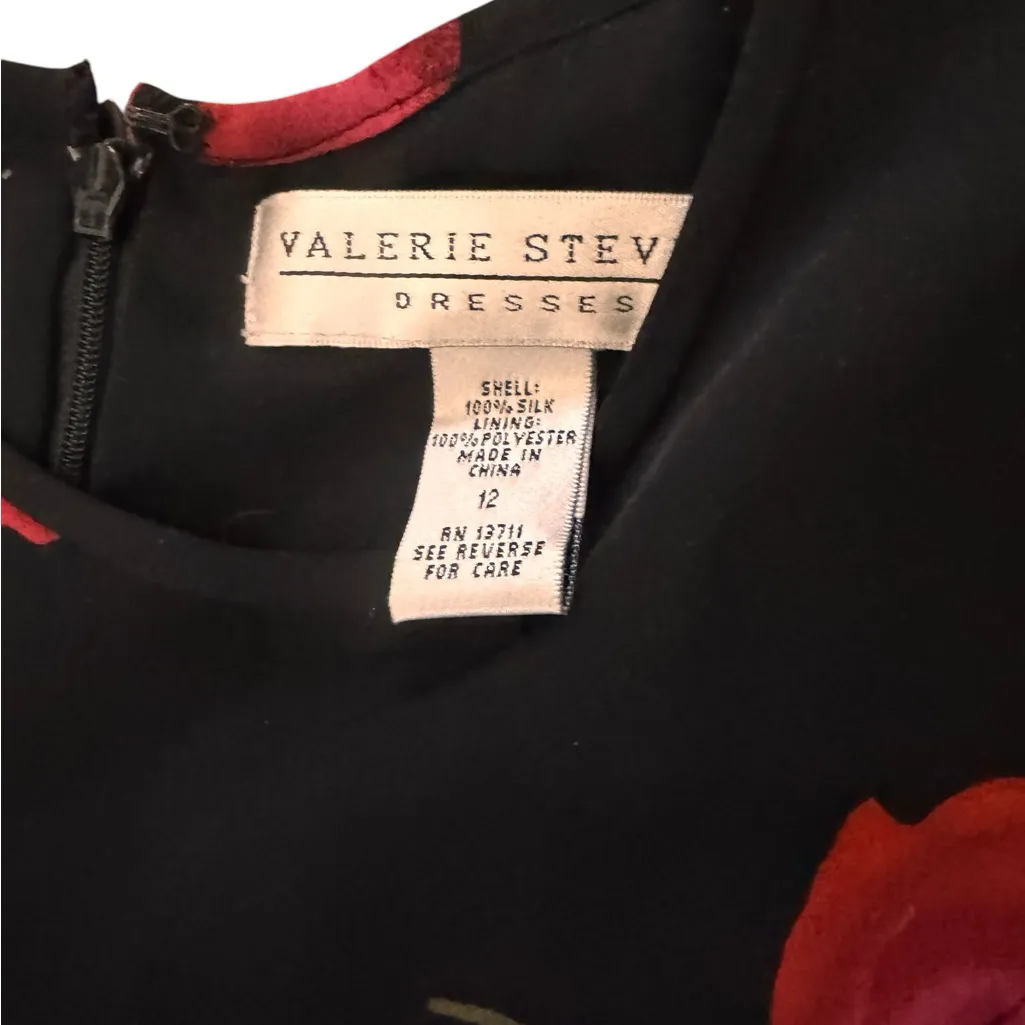 VALERIE STEV
DRESSES
SHELL:
100% SILK
LINING:
100% POLYESTER
MADE IN
CHINA
12
RN 13711
SEE REVERSE
FOR CARE